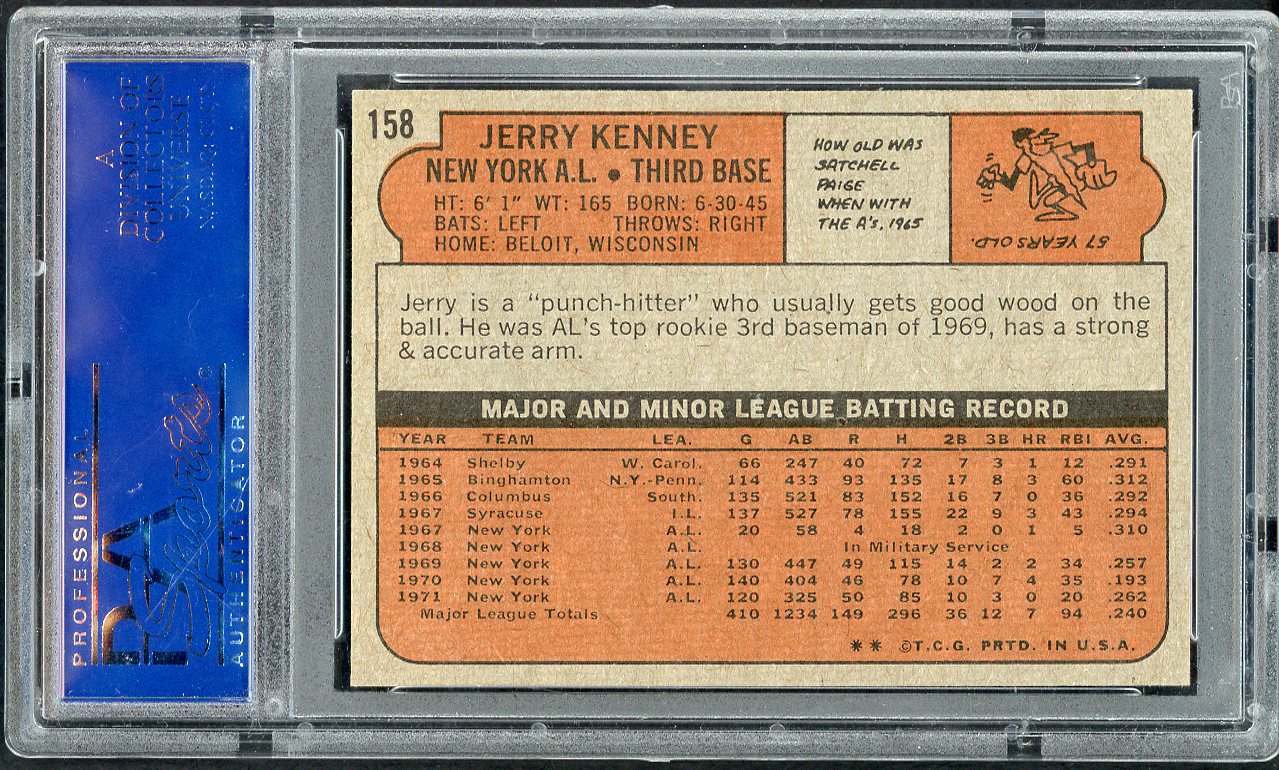 A
DIVISION OF
COLLECTORS
UNIVERSE
PROFESSIONAL
PSA
Sports
©
AUTHENTICATOR
PSA
158
JERRY KENNEY
NEW YORK A.L. • THIRD BASE
HT: 6' 1" WT: 165 BORN: 6-30-45
BATS: LEFT THROWS: RIGHT
HOME: BELOIT, WISCONSIN
HOW OLD WAS
SATCHELL
PAIGE
WHEN WITH
THE A's, 1965
57 YEARS OLD.
Jerry is a "punch-hitter" who usually gets good wood on the
ball. He was AL's top rookie 3rd baseman of 1969, has a strong
& accurate arm.
MAJOR AND MINOR LEAGUE BATTING RECORD
YEAR TEAM LEA. G AB R H 2B 3B HR RBI AVG.
1964 Shelby W. Carol. 66 247 40 72 7 3 1 12 .291
1965 Binghamton N.Y.-Penn. 114 433 93 135 17 8 3 60 .312
1966 Columbus South. 135 521 83 152 16 7 0 36 .292
1967 Syracuse I.L. 137 527 78 155 22 9 3 43 .294
1967 New York A.L. 20 58 4 18 2 0 1 5 .310
1968 New York A.L. In Military Service
1969 New York A.L. 130 447 49 115 14 2 2 34 .257
1970 New York A.L. 140 404 46 78 10 7 4 35 .193
1971 New York A.L. 120 325 50 85 10 3 0 20 .262
Major League Totals 410 1234 149 296 36 12 7 94 .240
** ©T.C.G. PRTD. IN U.S.A.